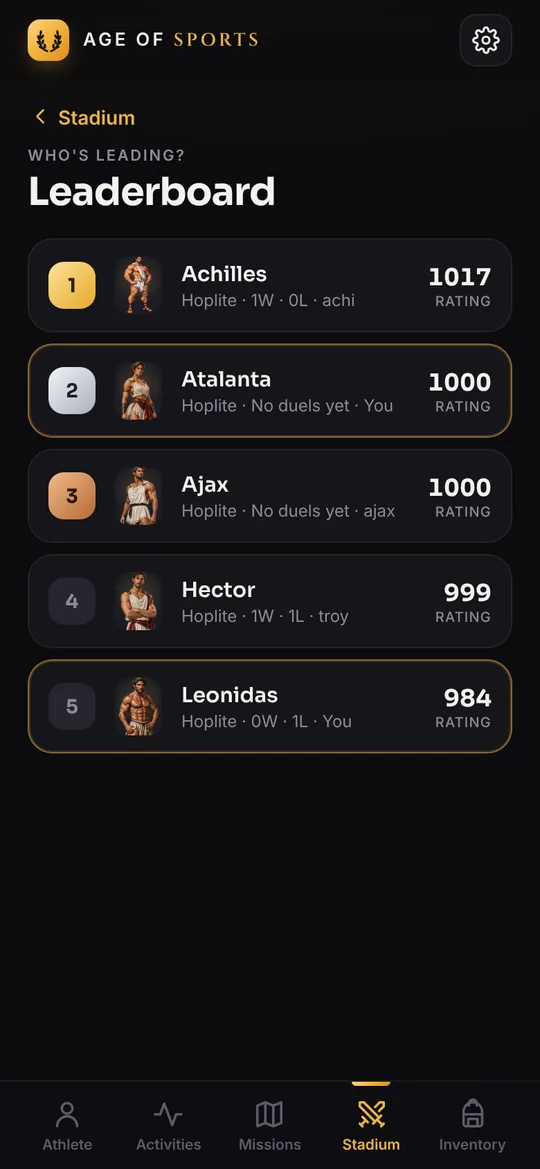 AGE OF SPORTS
Stadium
WHO'S LEADING?
Leaderboard
1
Achilles
Hoplite · 1W · 0L · achi
1017
RATING
2
Atalanta
Hoplite · No duels yet · You
1000
RATING
3
Ajax
Hoplite · No duels yet · ajax
1000
RATING
4
Hector
Hoplite · 1W · 1L · troy
999
RATING
5
Leonidas
Hoplite · 0W · 1L · You
984
RATING
Athlete
Activities
Missions
Stadium
Inventory